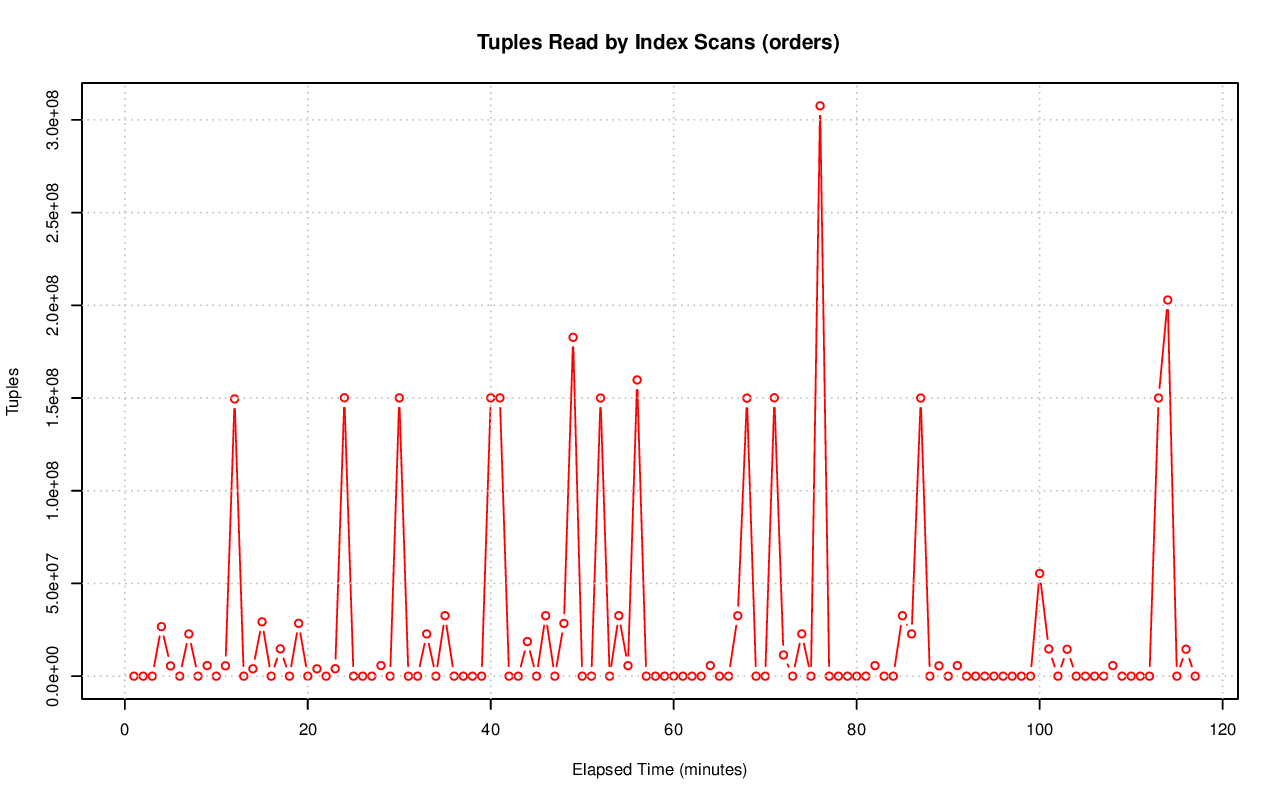 Tuples Read by Index Scans (orders)
3.0e+08
2.5e+08
2.0e+08
1.5e+08
1.0e+08
5.0e+07
0.0e+00
Tuples
0 20 40 60 80 100 120
Elapsed Time (minutes)